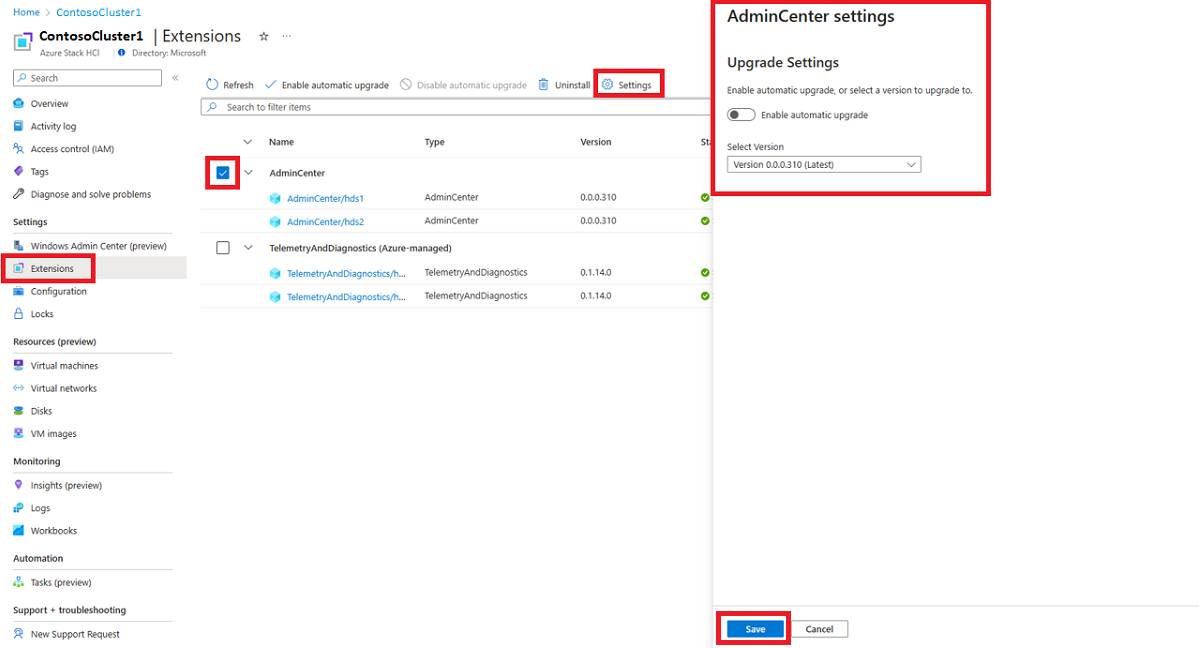 Home > ContosoCluster1
ContosoCluster1 | Extensions ☆ ···
Azure Stack HCI Directory: Microsoft
Search «
Overview
Activity log
Access control (IAM)
Tags
Diagnose and solve problems
Settings
Windows Admin Center (preview)
Extensions
Configuration
Locks
Resources (preview)
Virtual machines
Virtual networks
Disks
VM images
Monitoring
Insights (preview)
Logs
Workbooks
Automation
Tasks (preview)
Support + troubleshooting
New Support Request
Refresh Enable automatic upgrade Disable automatic upgrade Uninstall Settings
Search to filter items
Name Type Version Sta
AdminCenter
AdminCenter/hds1 AdminCenter 0.0.0.310
AdminCenter/hds2 AdminCenter 0.0.0.310
TelemetryAndDiagnostics (Azure-managed)
TelemetryAndDiagnostics/h... TelemetryAndDiagnostics 0.1.14.0
TelemetryAndDiagnostics/h... TelemetryAndDiagnostics 0.1.14.0
AdminCenter settings
Upgrade Settings
Enable automatic upgrade, or select a version to upgrade to.
Enable automatic upgrade
Select Version
Version 0.0.0.310 (Latest)
Save Cancel